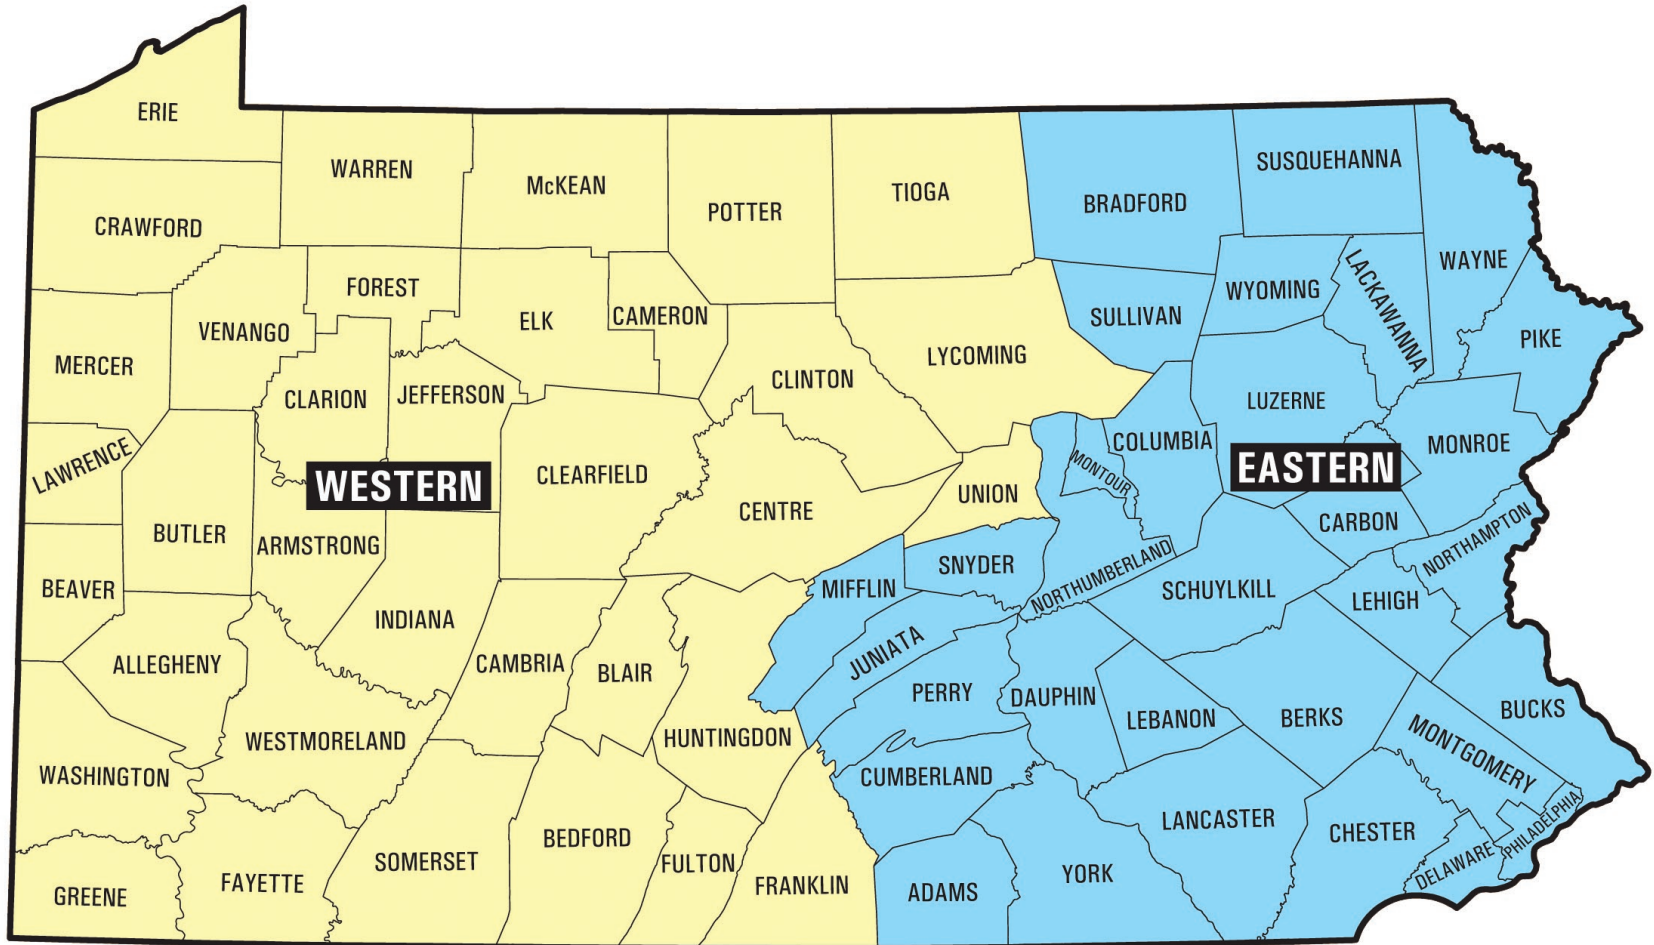 ERIE
WARREN
McKEAN
POTTER
TIOGA
BRADFORD
SUSQUEHANNA
CRAWFORD
WAYNE
FOREST
ELK
CAMERON
SULLIVAN
WYOMING
LACKAWANNA
VENANGO
PIKE
MERCER
CLARION
JEFFERSON
CLINTON
LYCOMING
LUZERNE
LAWRENCE
COLUMBIA
MONROE
WESTERN
CLEARFIELD
CENTRE
UNION
MONTOUR
EASTERN
BUTLER
ARMSTRONG
CARBON
NORTHAMPTON
BEAVER
INDIANA
MIFFLIN
SNYDER
NORTHUMBERLAND
SCHUYLKILL
LEHIGH
ALLEGHENY
CAMBRIA
BLAIR
JUNIATA
PERRY
DAUPHIN
LEBANON
BERKS
BUCKS
WESTMORELAND
HUNTINGDON
MONTGOMERY
WASHINGTON
CUMBERLAND
BEDFORD
LANCASTER
CHESTER
PHILADELPHIA
GREENE
FAYETTE
SOMERSET
FULTON
FRANKLIN
ADAMS
YORK
DELAWARE